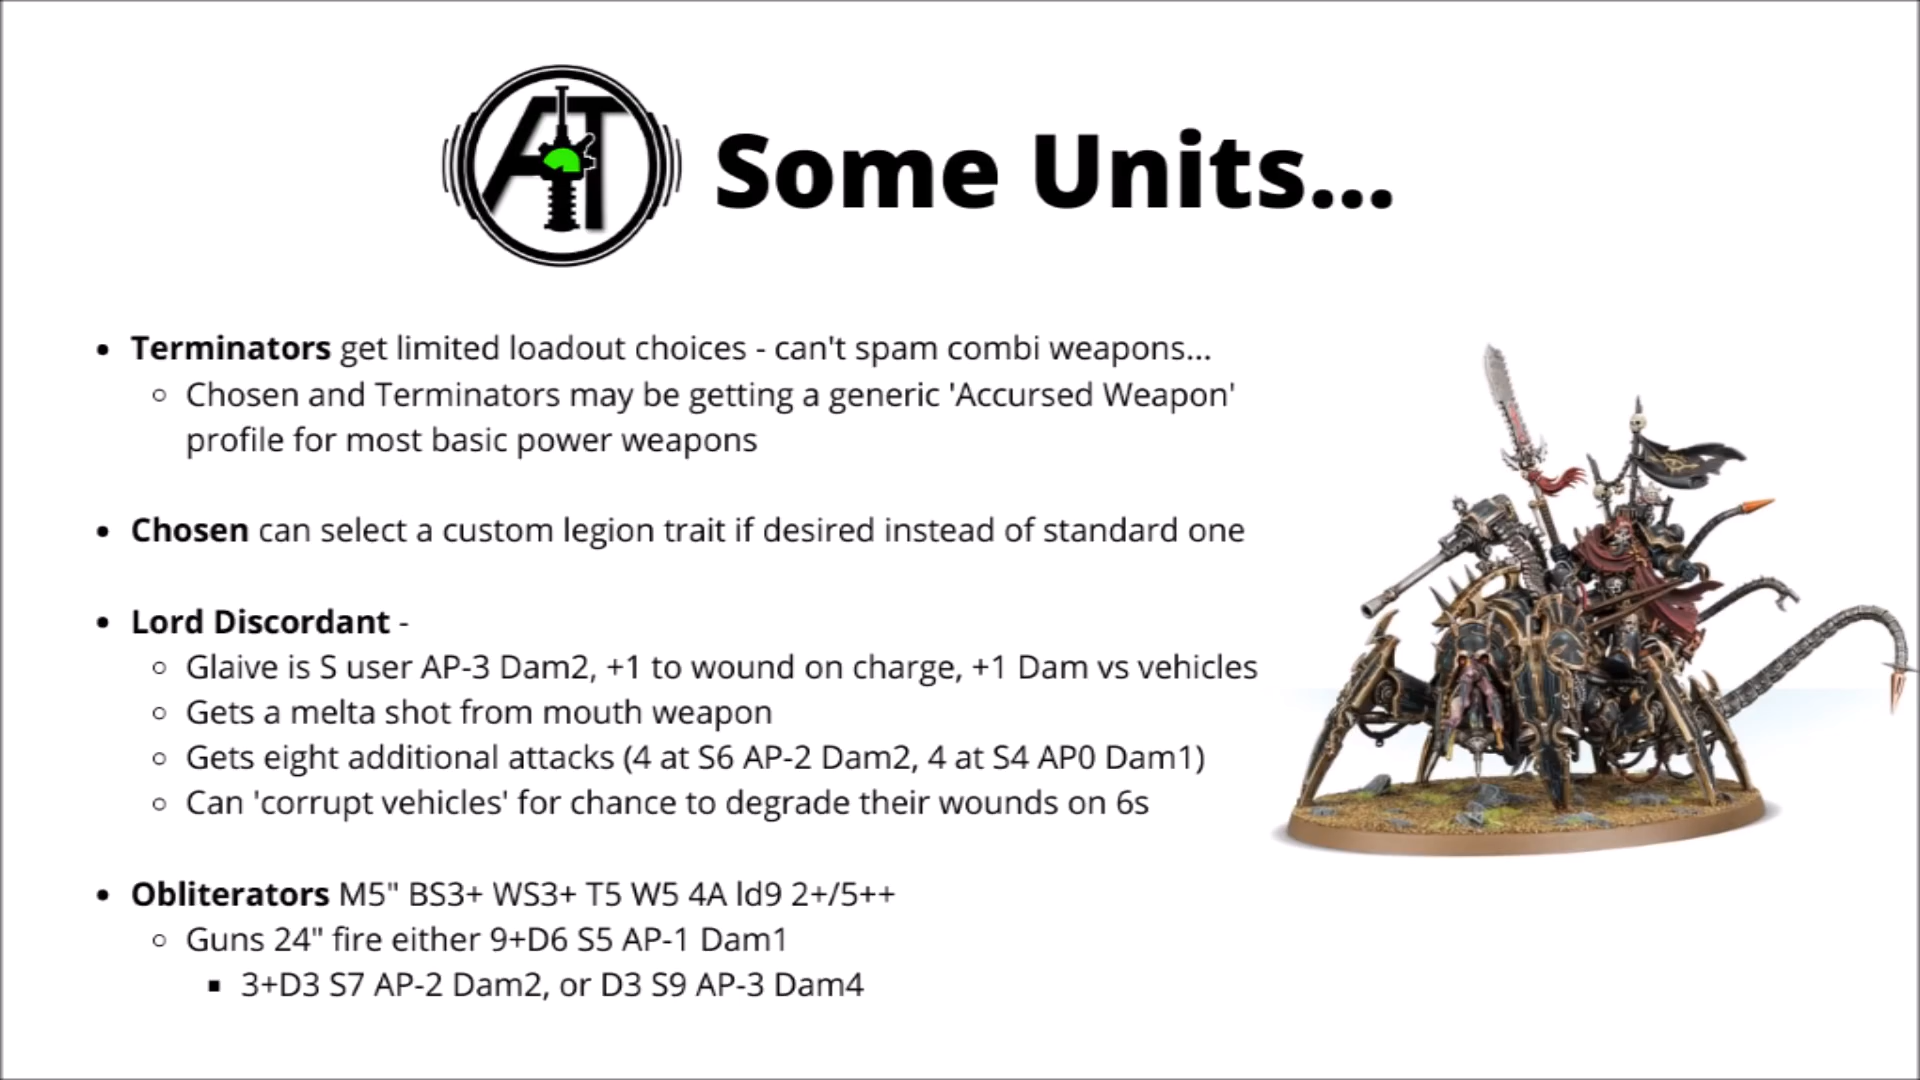 AT
Some Units...
• Terminators get limited loadout choices - can't spam combi weapons...
○ Chosen and Terminators may be getting a generic 'Accursed Weapon'
profile for most basic power weapons
• Chosen can select a custom legion trait if desired instead of standard one
• Lord Discordant -
○ Glaive is S user AP-3 Dam2, +1 to wound on charge, +1 Dam vs vehicles
○ Gets a melta shot from mouth weapon
○ Gets eight additional attacks (4 at S6 AP-2 Dam2, 4 at S4 AP0 Dam1)
○ Can 'corrupt vehicles' for chance to degrade their wounds on 6s
• Obliterators M5" BS3+ WS3+ T5 W5 4A ld9 2+/5++
○ Guns 24" fire either 9+D6 S5 AP-1 Dam1
▪ 3+D3 S7 AP-2 Dam2, or D3 S9 AP-3 Dam4